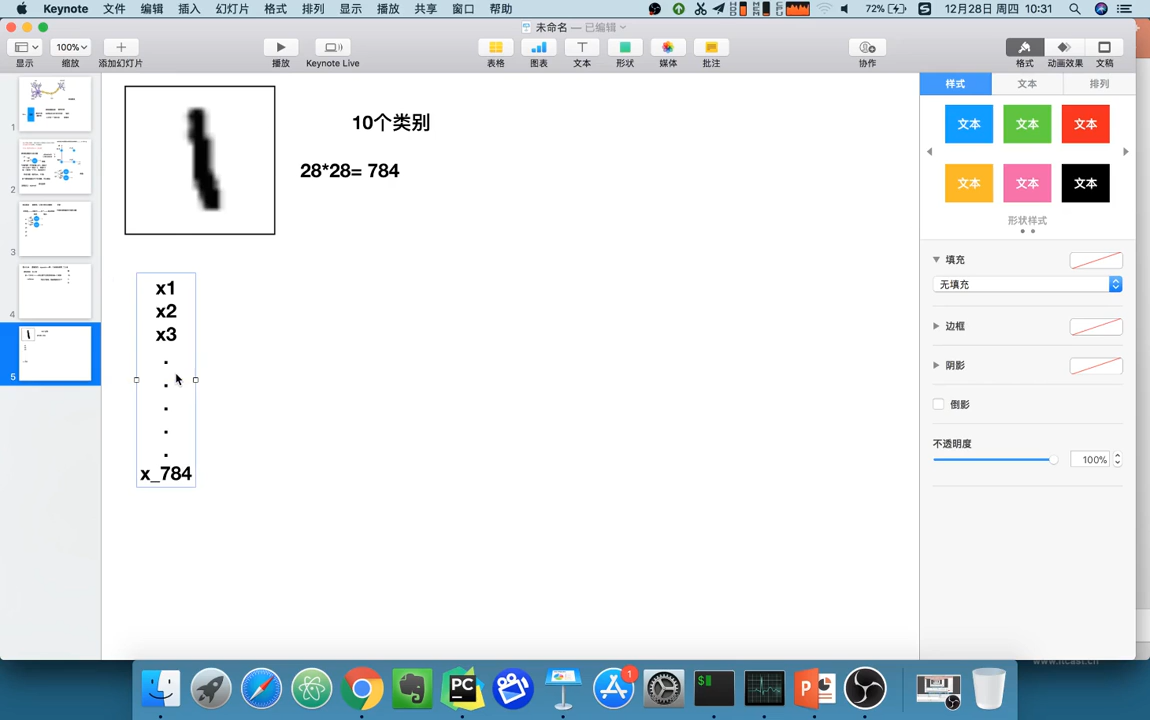 Keynote 文件 编辑 插入 幻灯片 格式 排列 显示 播放 共享 窗口 帮助 72% 12月28日 周四 10:31
未命名 — 已编辑
100%
显示 缩放 添加幻灯片 播放 Keynote Live 表格 图表 文本 形状 媒体 批注 协作 格式 动画效果 文稿
样式 文本 排列
文本 文本 文本
文本 文本 文本
形状样式
填充
无填充
边框
阴影
倒影
不透明度
100%
1
2
3
4
5
10个类别
28*28= 784
x1
x2
x3
.
.
.
.
.
x_784
1
PC
P
$
www.itcast.cn